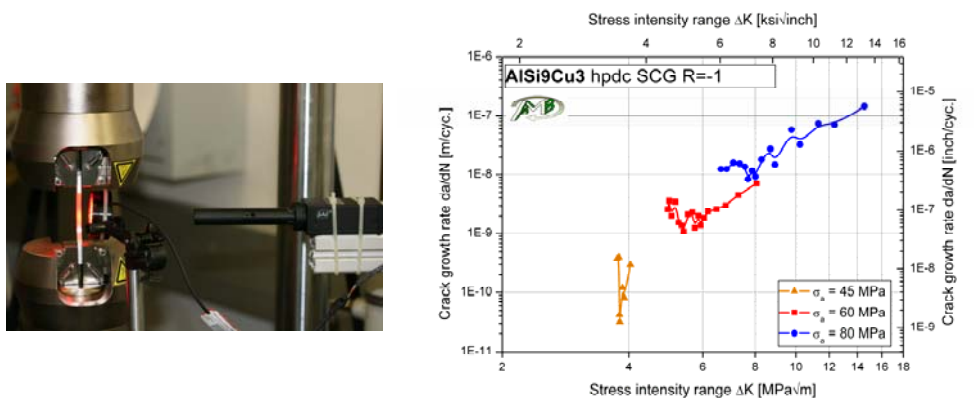 Stress intensity range ΔK [ksi√inch]
2 4 6 8 10 12 14 16
1E-6
AlSi9Cu3 hpdc SCG R=-1
AMB
1E-5
1E-7
1E-6
1E-8
1E-7
1E-9
1E-8
1E-10
1E-9
1E-11
Crack growth rate da/dN [m/cyc.]
Crack growth rate da/dN [inch/cyc.]
σa = 45 MPa
σa = 60 MPa
σa = 80 MPa
2 4 6 8 10 12 14 16 18
Stress intensity range ΔK [MPa√m]